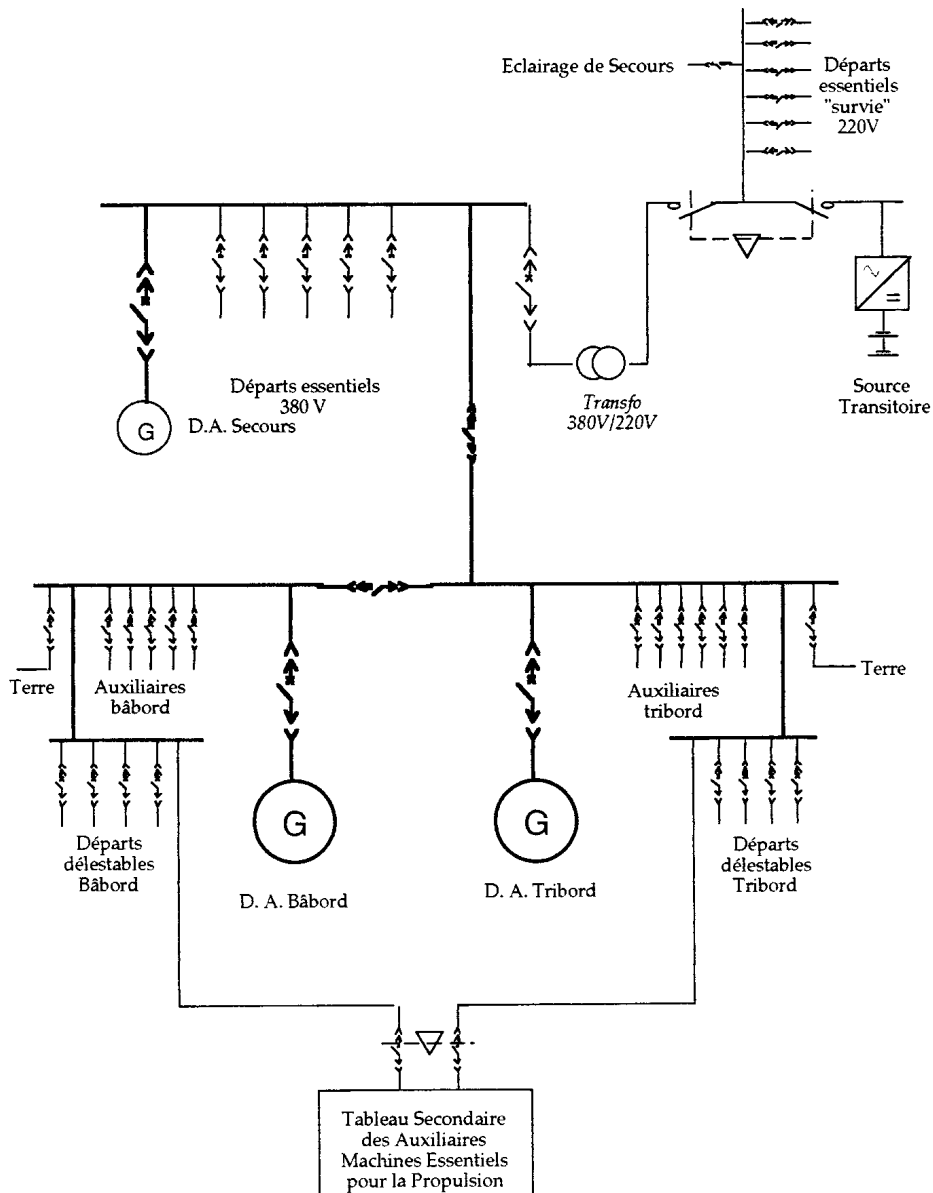 Eclairage de Secours
Départs
essentiels
"survie"
220V
Départs essentiels
380 V
G
D.A. Secours
Transfo
380V/220V
Source
Transitoire
Terre
Auxiliaires
bâbord
Auxiliaires
tribord
Terre
Départs
délestables
Bâbord
G
D. A. Bâbord
G
D. A. Tribord
Départs
délestables
Tribord
Tableau Secondaire
des Auxiliaires
Machines Essentiels
pour la Propulsion